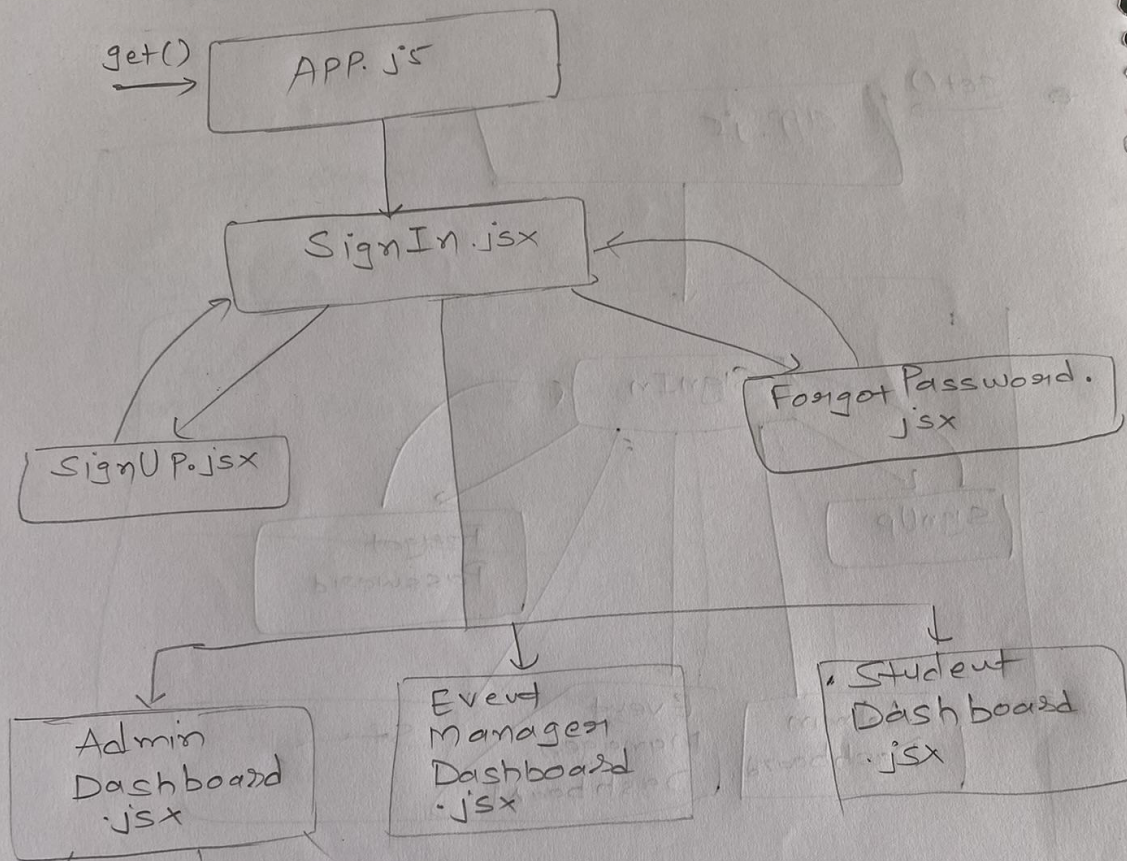 get()
APP.js
SignIn.jsx
Forgot Password.
jsx
SignUP.jsx
Event
Manager
Dashboard
.jsx
Student
Dashboard
.jsx
Admin
Dashboard
.jsx